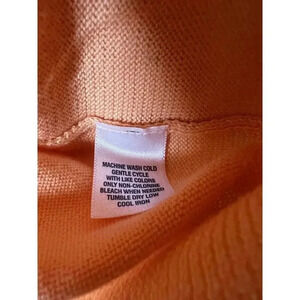 MACHINE WASH COLD
GENTLE CYCLE
WITH LIKE COLORS
ONLY NON-CHLORINE
BLEACH WHEN NEEDED
TUMBLE DRY LOW
COOL IRON